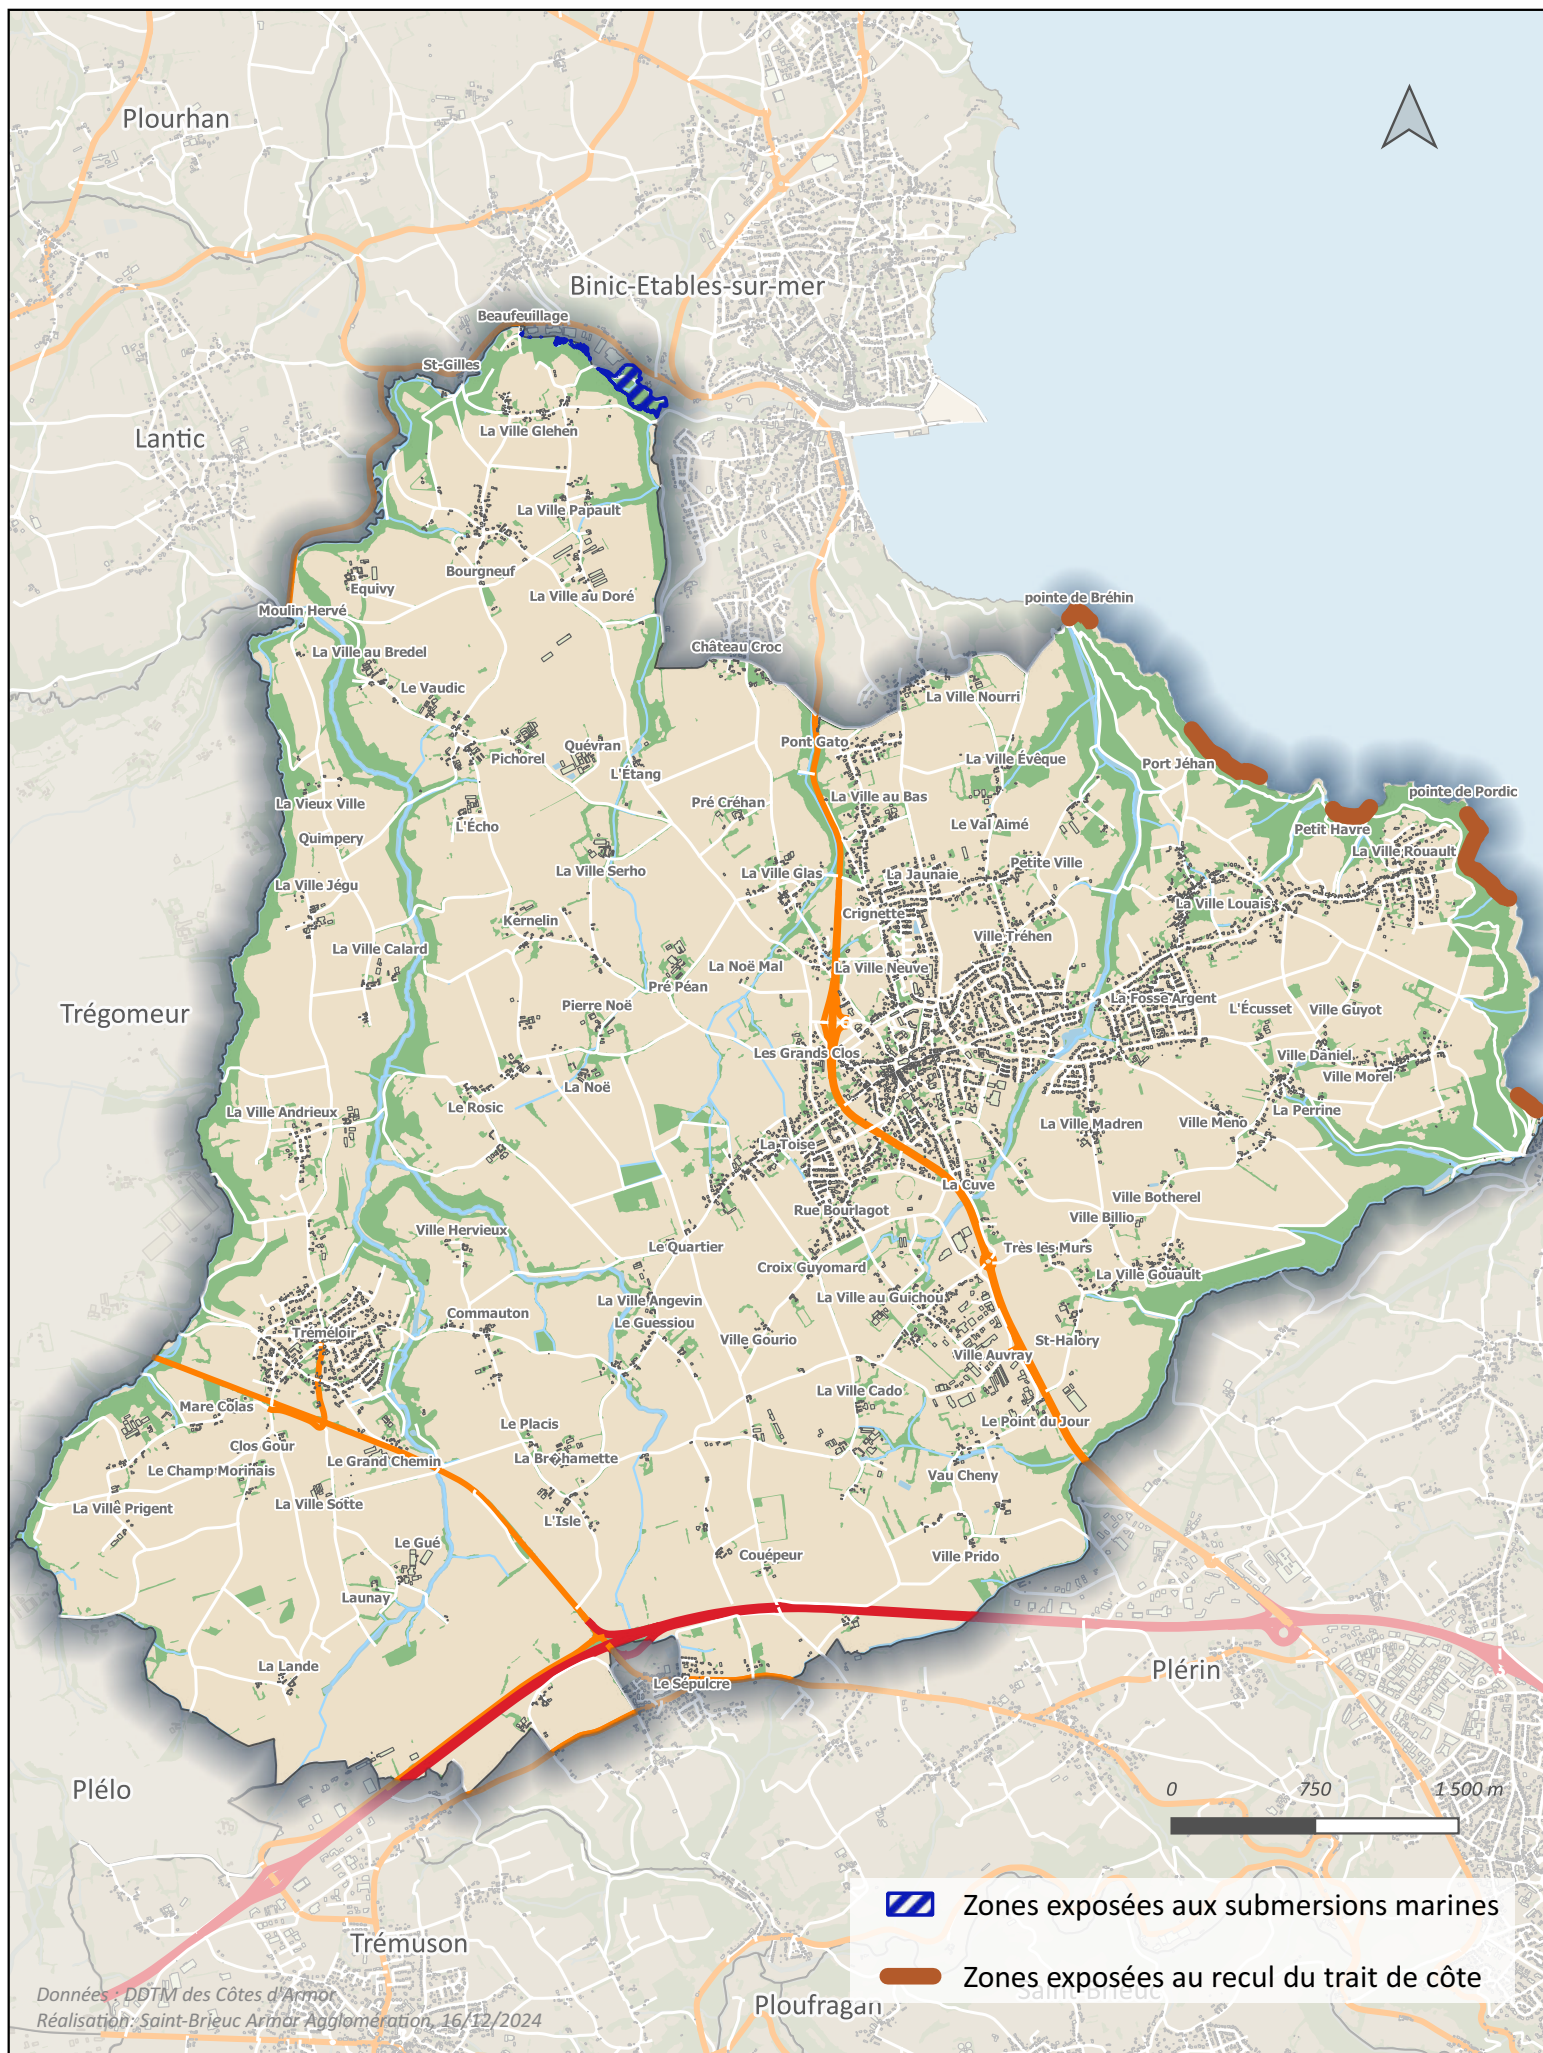 Plourhan
Binic-Etables-sur-mer
Beaufeuillage
St-Gilles
La Ville Glehen
Lantic
La Ville Papault
Bourgneuf
Equivy
La Ville au Doré
pointe de Bréhin
Moulin Hervé
Château Croc
La Ville au Bredel
Le Vaudic
La Ville Nourri
Pont Gato
Quévran
Pichorel
La Ville Évêque
Port Jéhan
L'Étang
pointe de Pordic
La Ville au Bas
La Vieux Ville
Pré Créhan
L'Écho
Le Val Aimé
Petit Havre
Quimpery
La Ville Rouault
Petite Ville
La Ville Serho
La Ville Glas
La Jaunaie
La Ville Jégu
La Ville Louais
Crignette
Kernelin
Ville Tréhen
La Ville Calard
La Noë Mal
La Ville Neuve
Pré Péan
La Fosse Argent
Pierre Noë
L'Écusset
Ville Guyot
Trégomeur
Les Grands Clos
Ville Daniel
Ville Morel
La Noë
Le Rosic
La Perrine
La Ville Andrieux
La Ville Madren
Ville Meno
La Toise
La Cuve
Ville Botherel
Rue Bourlagot
Ville Billio
Ville Hervieux
Le Quartier
Très les Murs
Croix Guyomard
La Ville Gouault
La Ville Angevin
La Ville au Guichou
Commauton
Le Guessiou
Tréméloir
Ville Gourio
St-Halory
Ville Auvray
La Ville Cado
Mare Colas
Le Placis
Le Point du Jour
Clos Gour
Le Grand Chemin
La Bréhamette
Le Champ Morinais
Vau Cheny
La Ville Prigent
La Ville Sotte
L'Isle
Le Gué
Couépeur
Ville Prido
Launay
La Lande
Le Sépulcre
Plérin
Plélo
0 750 1 500 m
Zones exposées aux submersions marines
Trémuson
Zones exposées au recul du trait de côte
Saint-Brieuc
Ploufragan
Données : DDTM des Côtes d'Armor
Réalisation: Saint-Brieuc Armor Agglomération, 16/12/2024